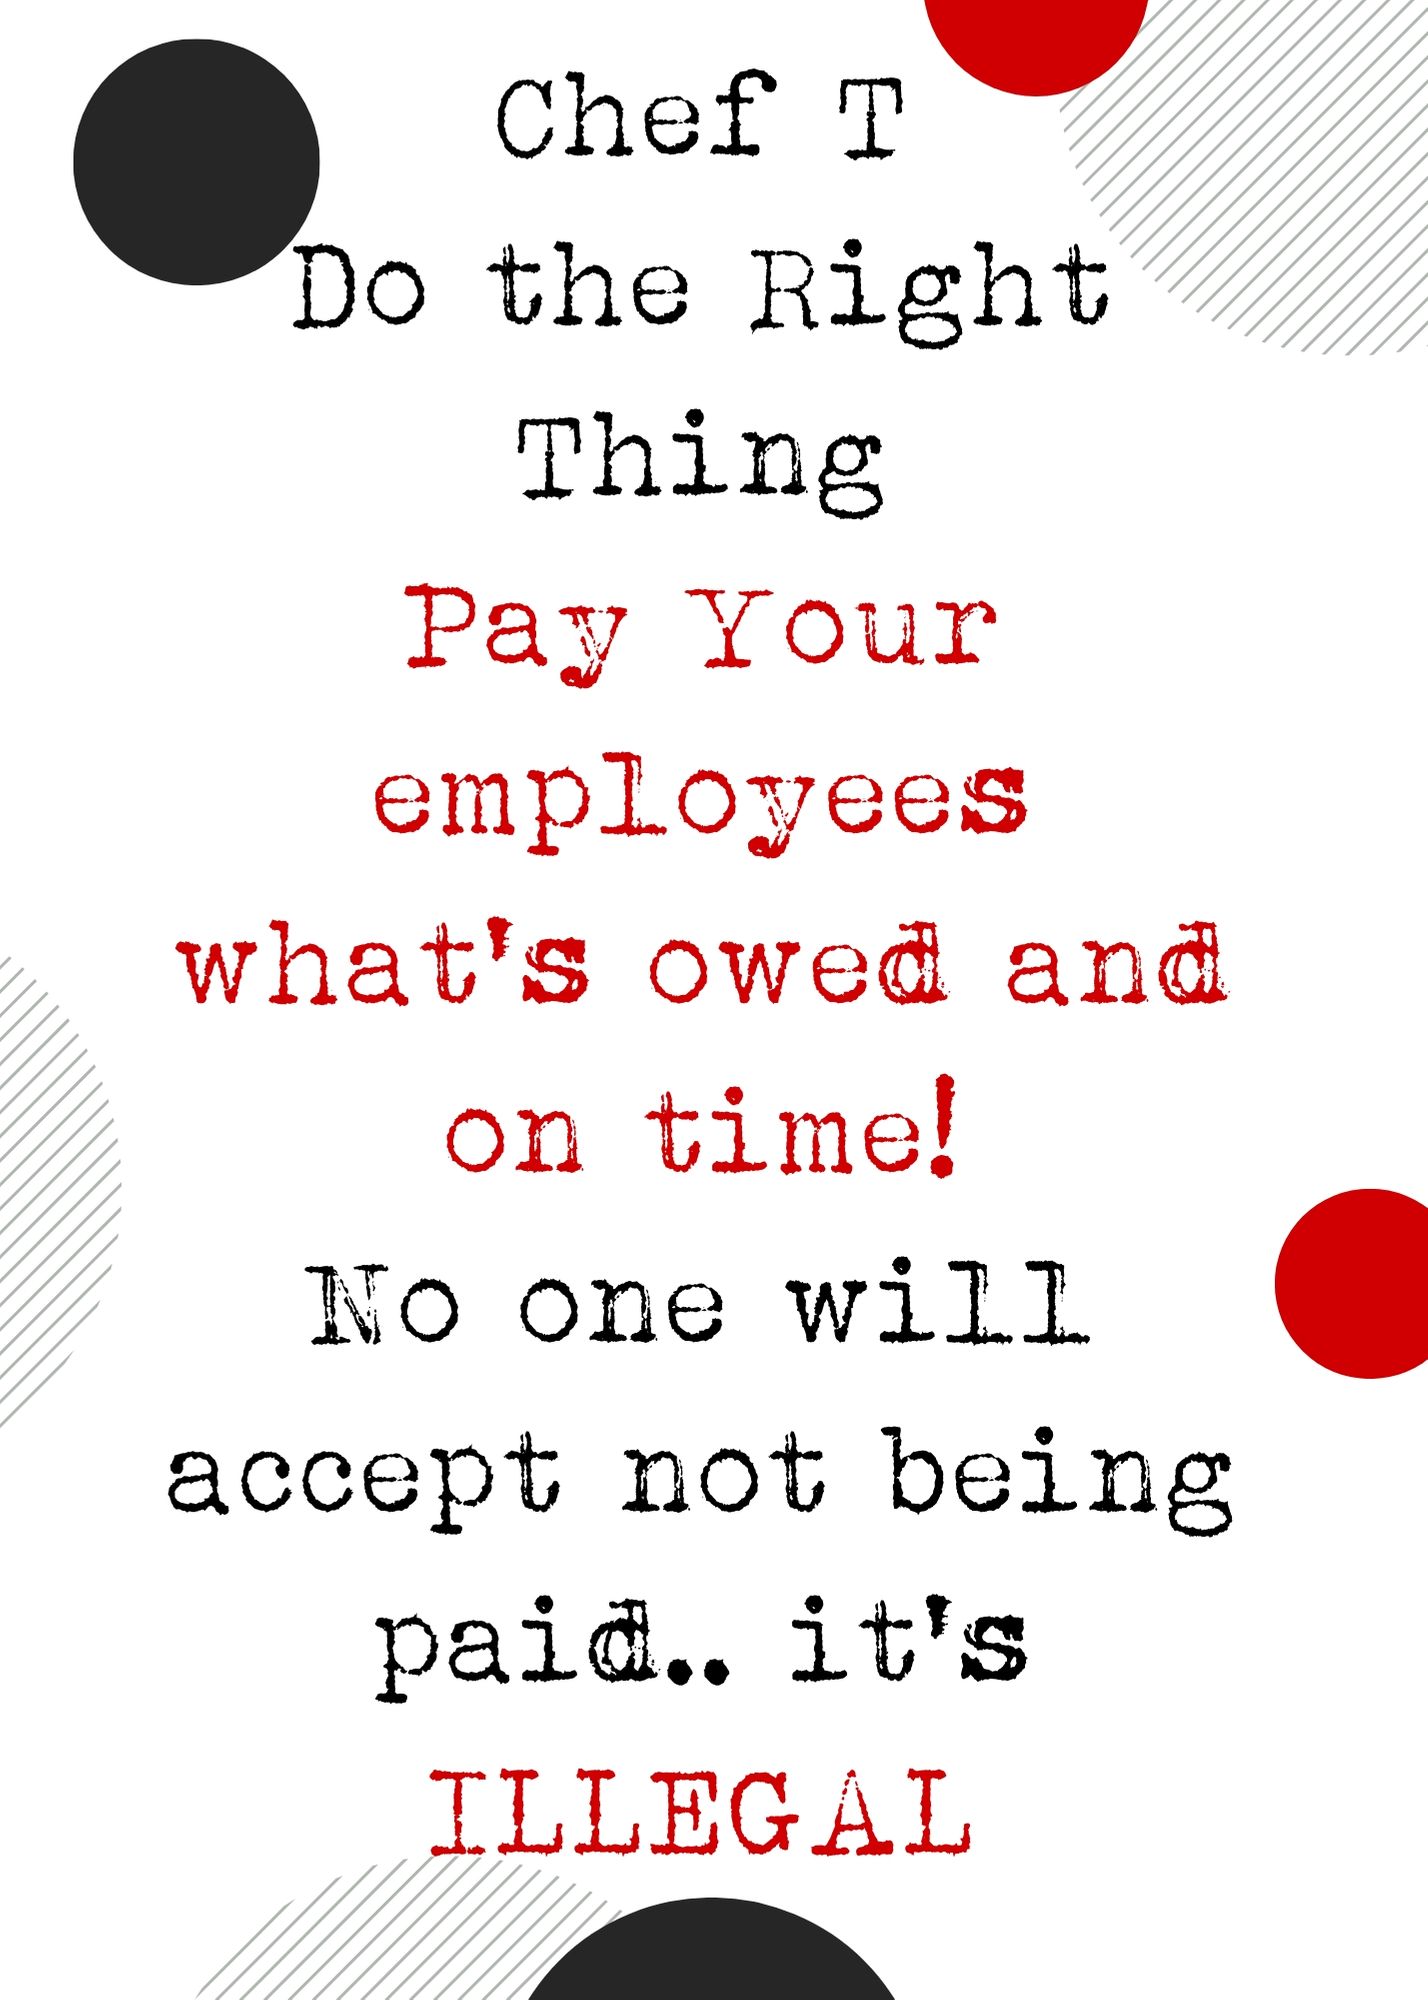 Chef T
Do the Right
Thing
Pay Your
employees
what's owed and
on time!
No one will
accept not being
paid.. it's
ILLEGAL